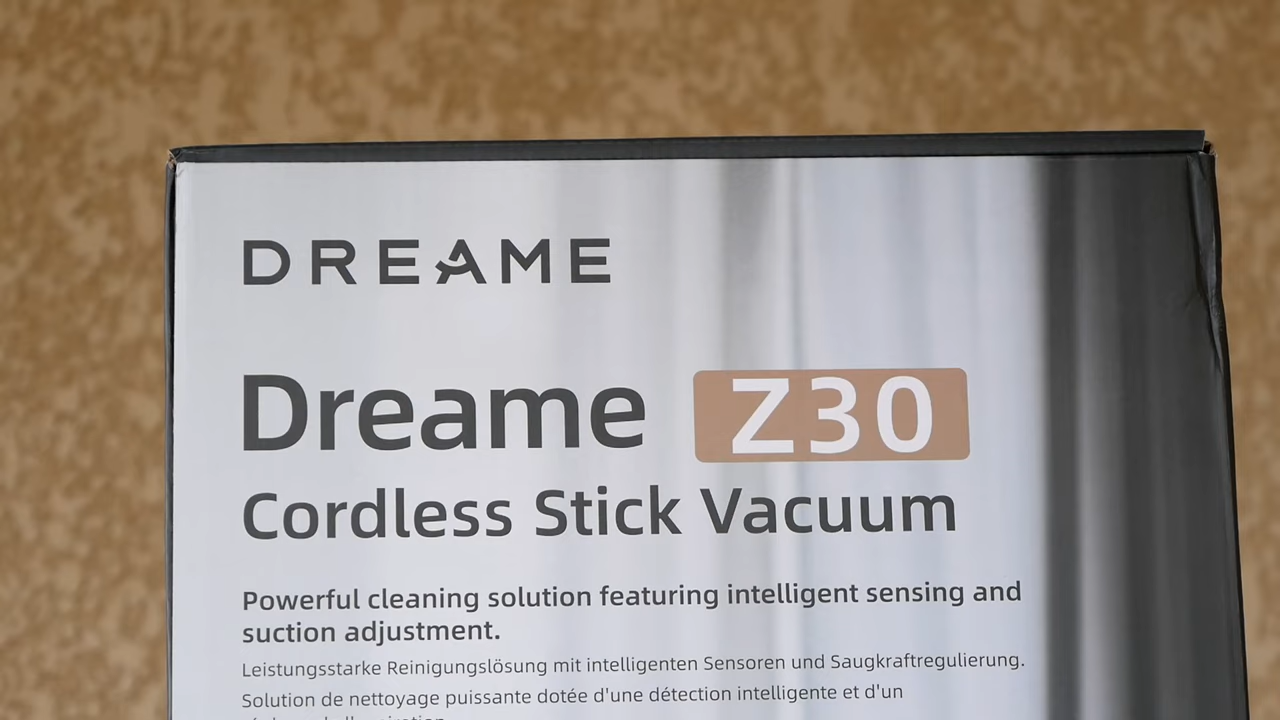 DREAME
Dreame Z30
Cordless Stick Vacuum
Powerful cleaning solution featuring intelligent sensing and
suction adjustment.
Leistungsstarke Reinigungslösung mit intelligenten Sensoren und Saugkraftregulierung.
Solution de nettoyage puissante dotée d'une détection intelligente et d'un